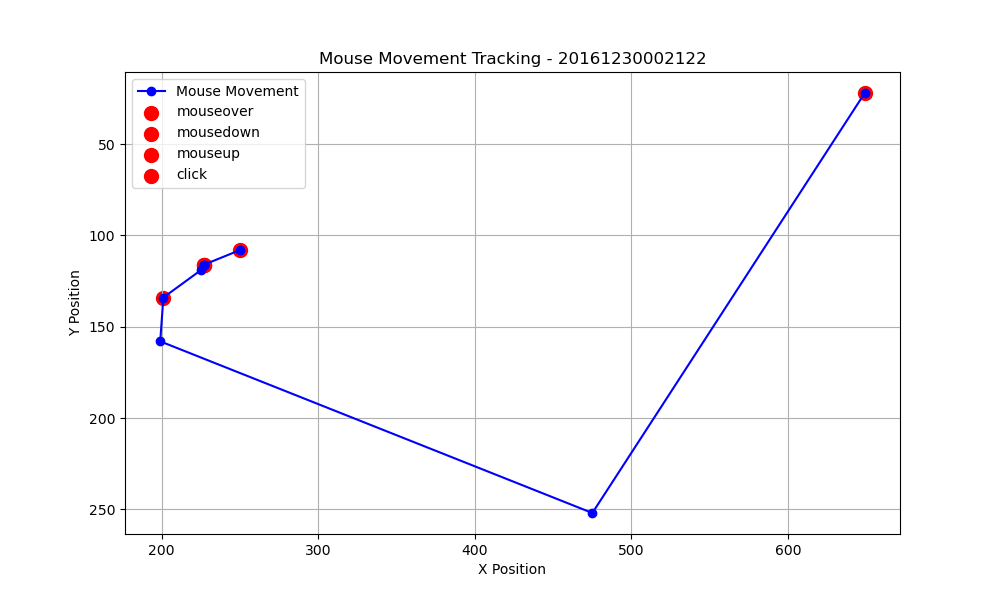 Mouse Movement Tracking - 20161230002122
Mouse Movement
mouseover
mousedown
mouseup
click
Y Position
50
100
150
200
250
200
300
400
500
600
X Position